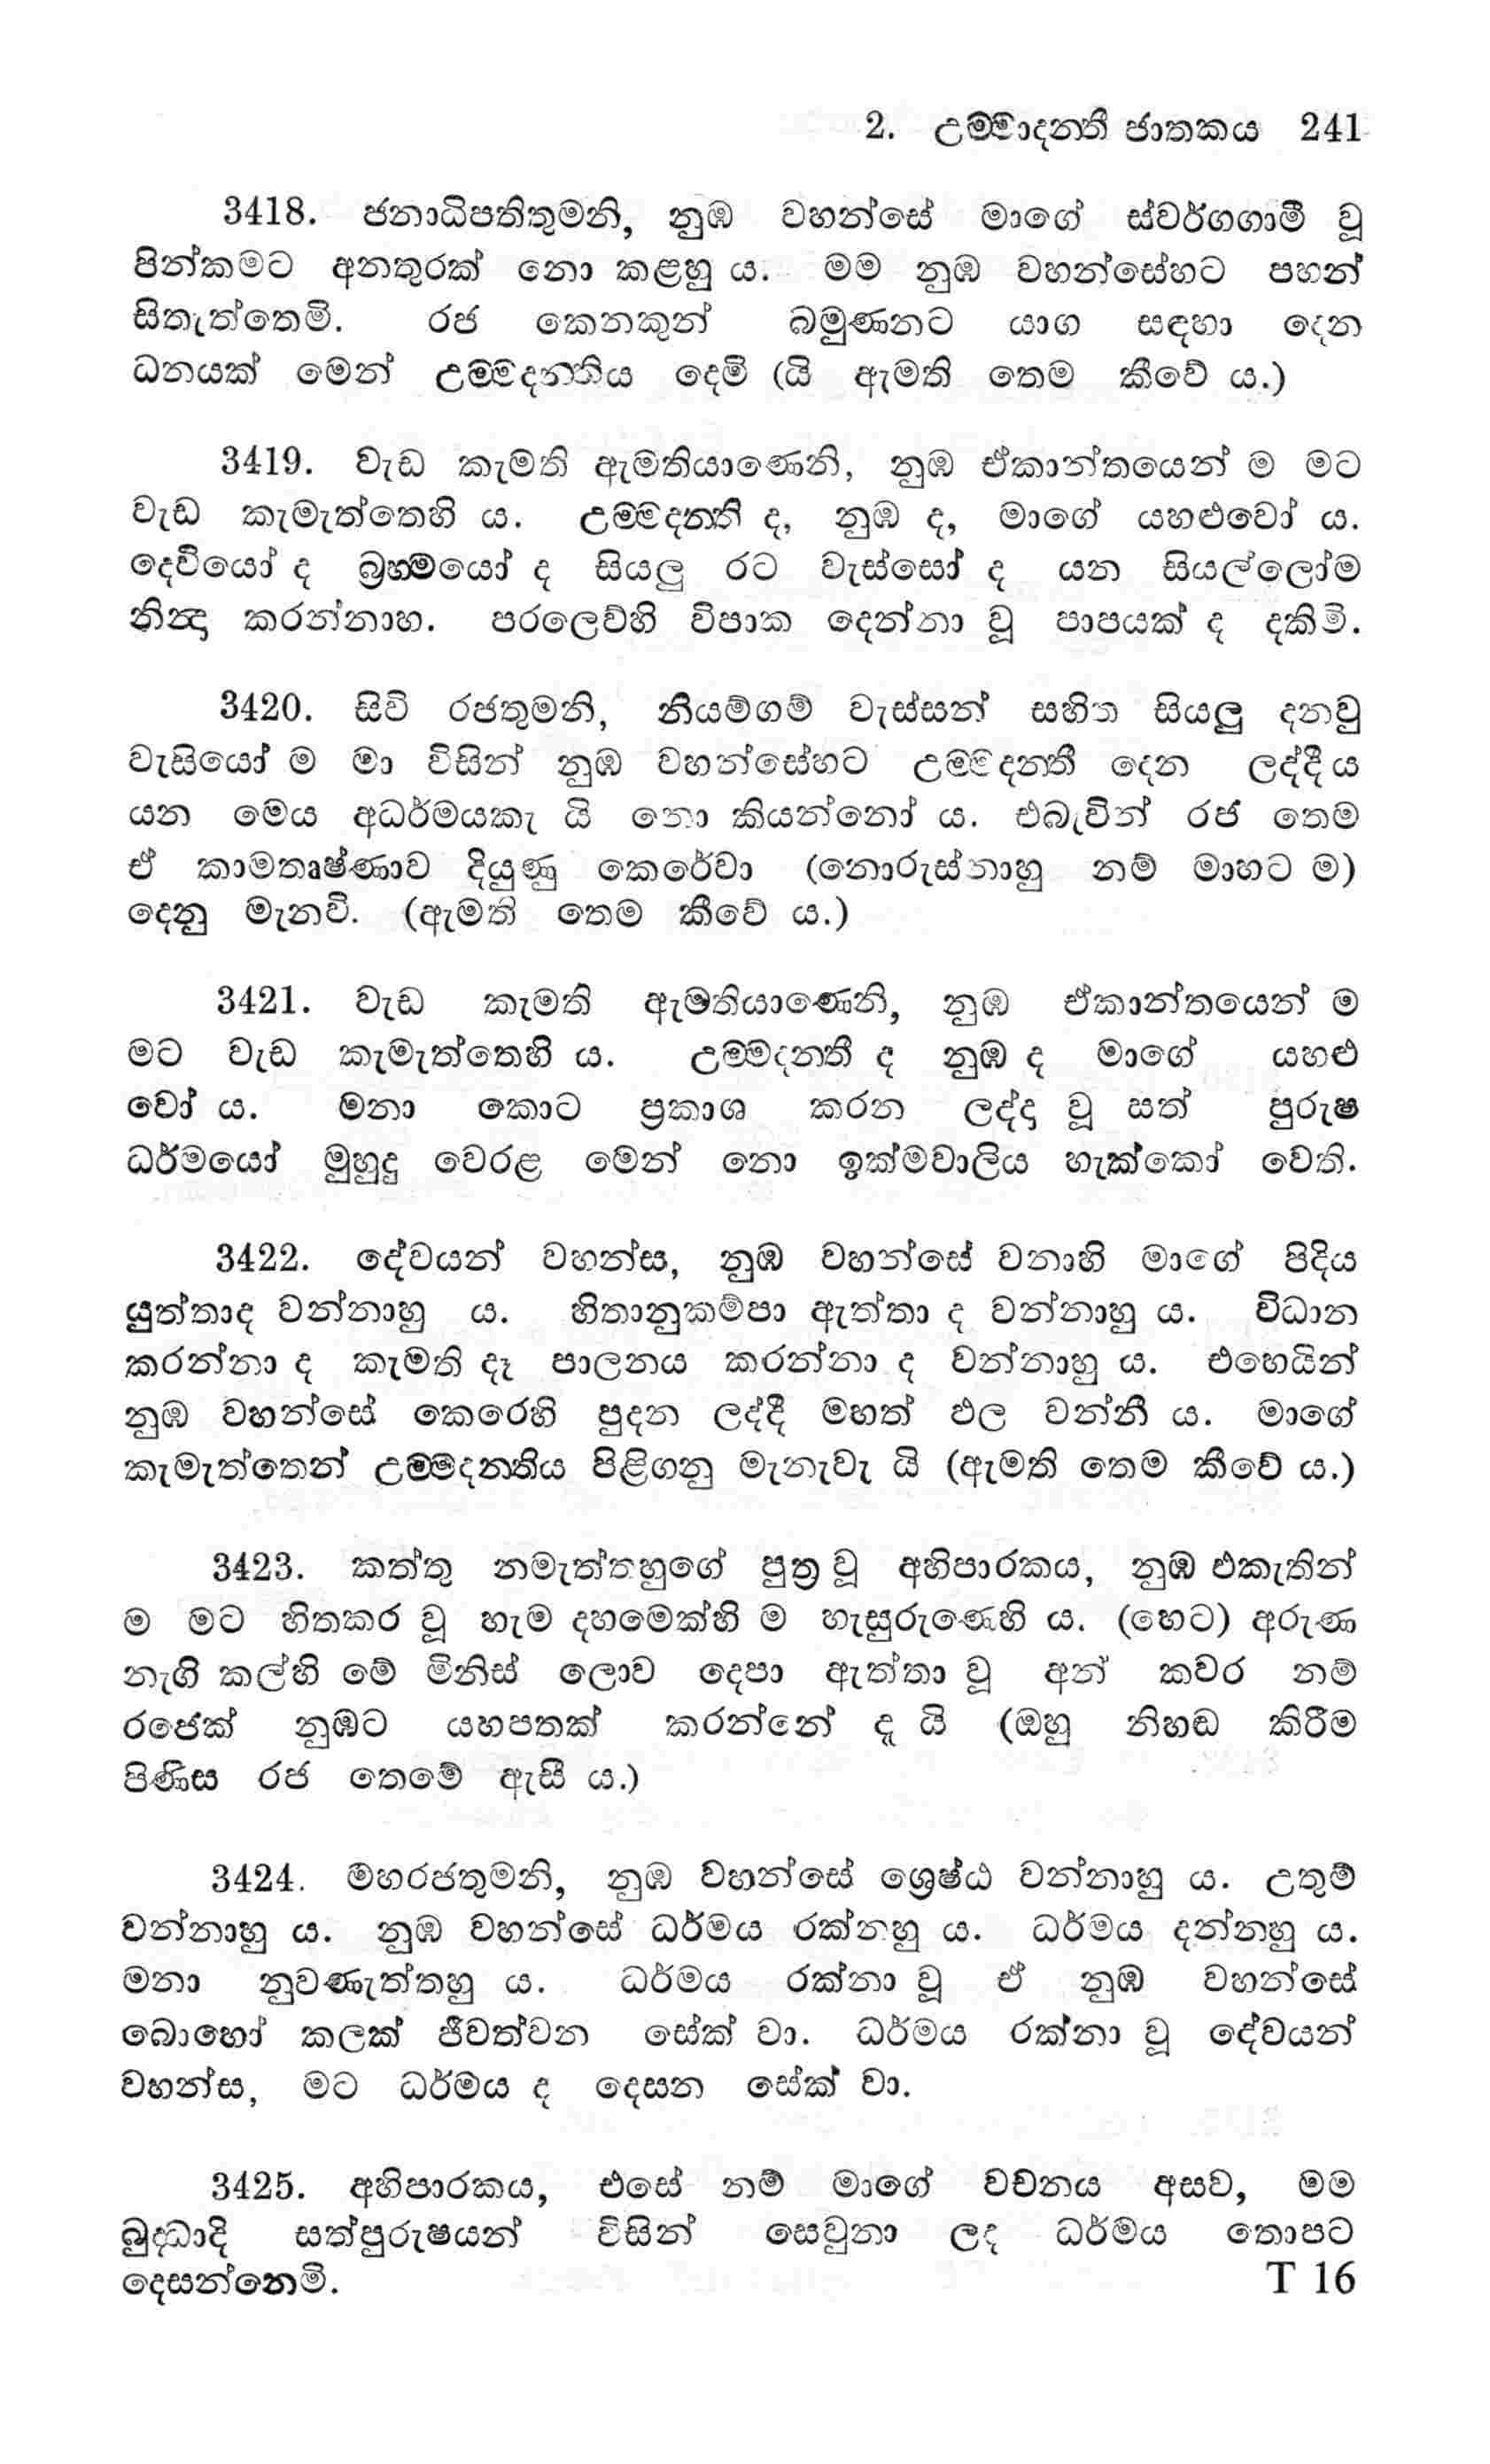 2. උම්මාදන්තී ජාතකය 241
3418. ජනාධිපතිතුමනි, නුඹ වහන්සේ මාගේ ස්වර්ගගාමී වූ
පින්කමට අනතුරක් නො කළහු ය. මම නුඹ වහන්සේහට පහන්
සිතැත්තෙමි. රජ කෙනකුන් බමුණනට යාග සඳහා දෙන
ධනයක් මෙන් උම්මදන්තිය දෙමි (යි ඇමති තෙම කීවේ ය.)
3419. වැඩ කැමති ඇමතියාණෙනි, නුඹ ඒකාන්තයෙන් ම මට
වැඩ කැමැත්තෙහි ය. උම්මදන්ති ද, නුඹ ද, මාගේ යහළුවෝ ය.
දෙවියෝ ද බ්‍රහ්මයෝ ද සියලු රට වැස්සෝ ද යන සියල්ලෝම
නින්‍දා කරන්නාහ. පරලෙව්හි විපාක දෙන්නා වූ පාපයක් ද දකිමි.
3420. සිවි රජතුමනි, නියම්ගම් වැස්සන් සහිත සියලු දනවු
වැසියෝ ම මා විසින් නුඹ වහන්සේහට උම්මදන්තී දෙන ලද්දී ය
යන මෙය අධර්මයකැ යි නො කියන්නෝ ය. එබැවින් රජ තෙම
ඒ කාමතෘෂ්ණාව දියුණු කෙරේවා (නොරුස්නාහු නම් මාහට ම)
දෙනු මැනවි. (ඇමති තෙම කීවේ ය.)
3421. වැඩ කැමති ඇමතියාණෙනි, නුඹ ඒකාන්තයෙන් ම
මට වැඩ කැමැත්තෙහි ය. උම්මදන්තී ද නුඹ ද මාගේ යහළු
වෝ ය. මනා කොට ප්‍රකාශ කරන ලද්ද වූ සත් පුරුෂ
ධර්මයෝ මුහුදු වෙරළ මෙන් නො ඉක්මවාලිය හැක්කෝ වෙති.
3422. දේවයන් වහන්ස, නුඹ වහන්සේ වනාහි මාගේ පිදිය
යුත්තාද වන්නාහු ය. හිතානුකම්පා ඇත්තා ද වන්නාහු ය. විධාන
කරන්නා ද කැමති දෑ පාලනය කරන්නා ද වන්නාහු ය. එහෙයින්
නුඹ වහන්සේ කෙරෙහි පුදන ලද්දී මහත් ඵල වන්නී ය. මාගේ
කැමැත්තෙන් උම්මදන්තිය පිළිගනු මැනැවැ යි (ඇමති තෙම කීවේ ය.)
3423. කත්තු නමැත්තහුගේ පුත්‍ර වූ අහිපාරකය, නුඹ එකැතින්
ම මට හිතකර වූ හැම දහමෙක්හි ම හැසුරුණෙහි ය. (හෙට) අරුණ
නැගි කල්හි මේ මිනිස් ලොව දෙපා ඇත්තා වූ අන් කවර නම්
රජෙක් නුඹට යහපතක් කරන්නේ ද යි (ඔහු නිහඬ කිරීම
පිණිස රජ තෙමේ ඇසී ය.)
3424. මහරජතුමනි, නුඹ වහන්සේ ශ්‍රෙෂ්ඨ වන්නාහු ය. උතුම්
වන්නාහු ය. නුඹ වහන්සේ ධර්මය රක්නහු ය. ධර්මය දන්නහු ය.
මනා නුවණැත්තහු ය. ධර්මය රක්නා වූ ඒ නුඹ වහන්සේ
බොහෝ කලක් ජීවත්වන සේක් වා. ධර්මය රක්නා වූ දේවයන්
වහන්ස, මට ධර්මය ද දෙසන සේක් වා.
3425. අහිපාරකය, එසේ නම් මාගේ වචනය අසව, මම
බුද්‍ධාදි සත්පුරුෂයන් විසින් සෙවුනා ලද ධර්මය තොපට
දෙසන්නෙමි. T 16